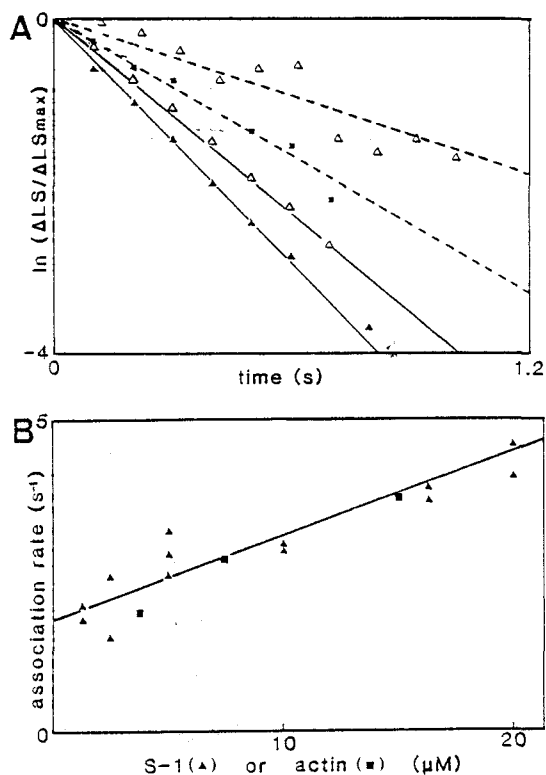 A
0
ln (ΔLS/ΔLSmax)
-4
0
time (s)
1.2
B
5
association rate (s⁻¹)
0
10
20
S-1(▲) or actin (■) (μM)